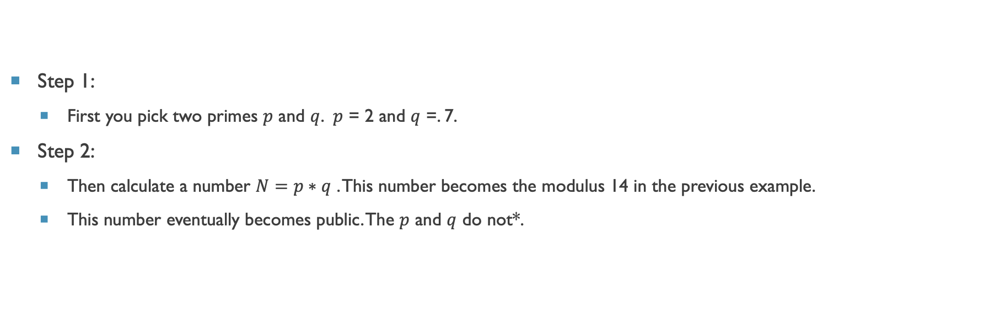 Step 1:
First you pick two primes p and q. p = 2 and q =. 7.
Step 2:
Then calculate a number N = p ∗ q . This number becomes the modulus 14 in the previous example.
This number eventually becomes public. The p and q do not*.